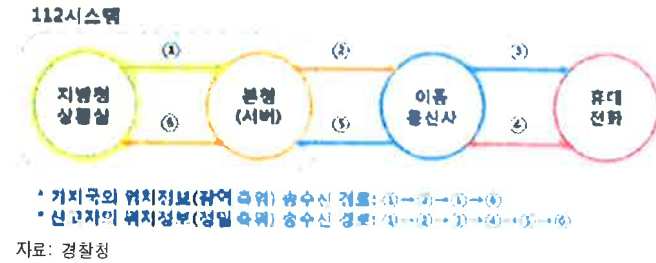 112시스템
① ② ③
지방청 본청 이동 휴대
상황실 (서버) 통신사 전화
⑥ ⑤ ④
* 기지국의 위치정보( 측위) 송수신 경로: ①→②→⑤→⑥
* 신고자의 위치정보(정밀 측위) 송수신 경로: ①→②→③→④→⑤→⑥
자료: 경찰청